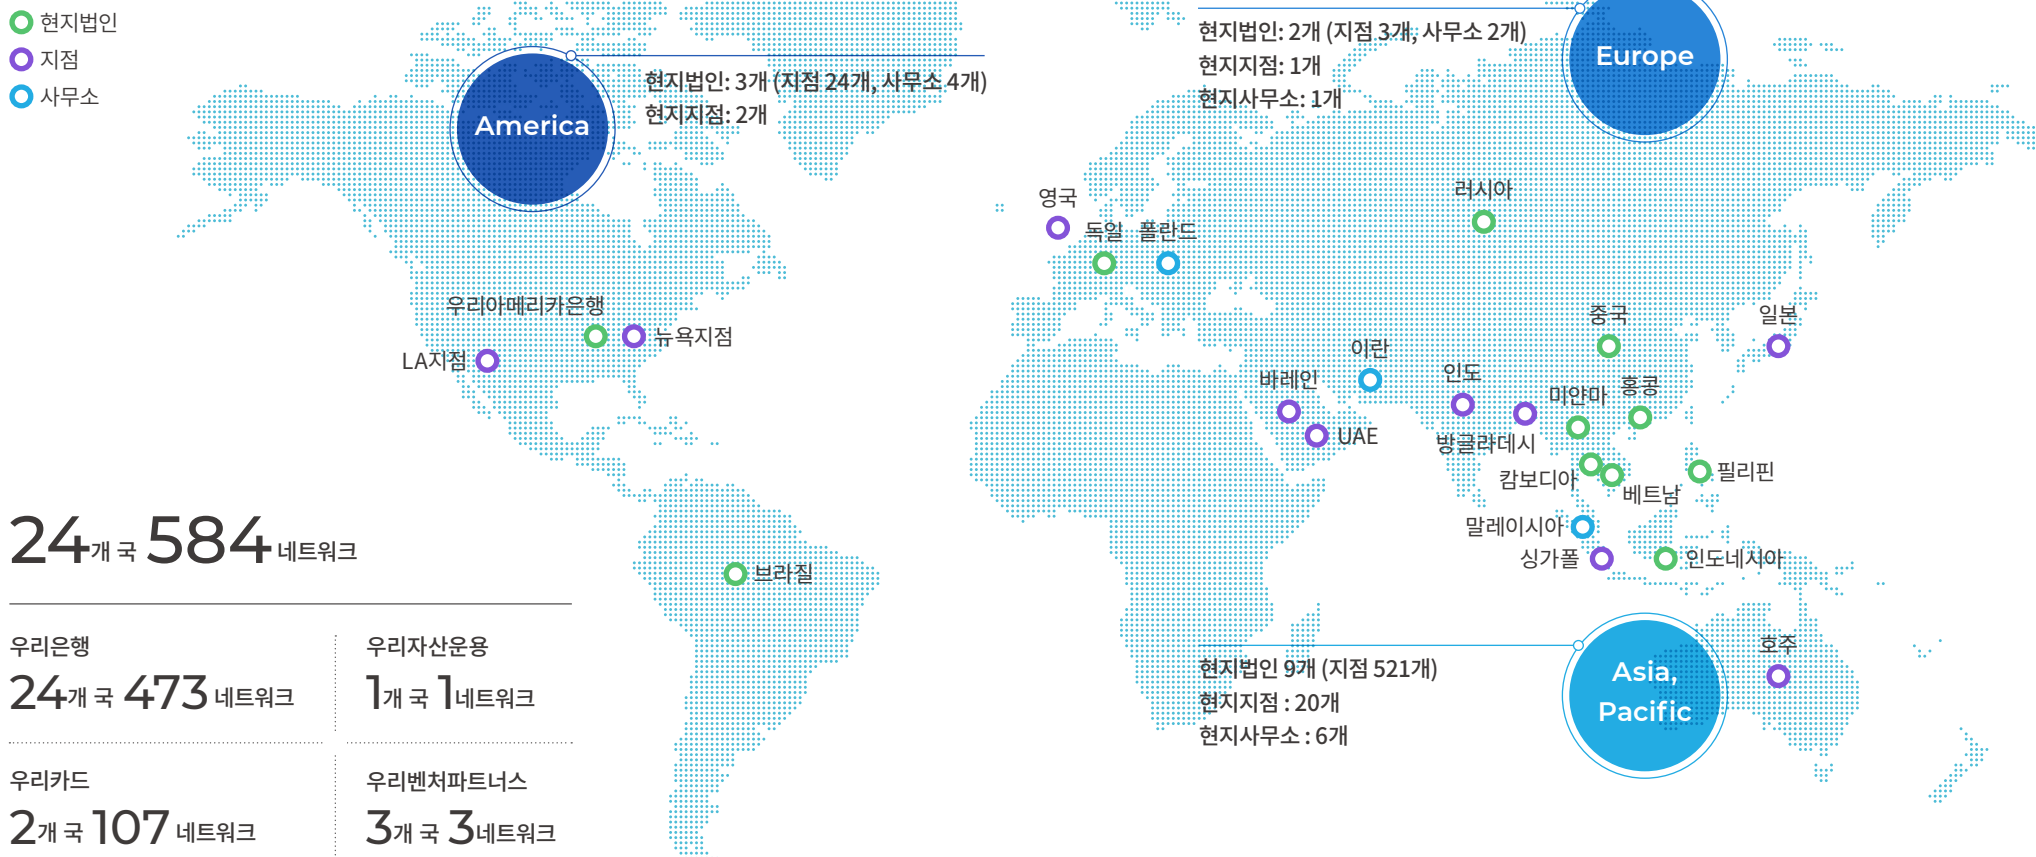 현지법인
지점
사무소
America
현지법인: 3개 (지점 24개, 사무소 4개)
현지지점: 2개
현지법인: 2개 (지점 3개, 사무소 2개)
현지지점: 1개
현지사무소: 1개
Europe
영국
독일
폴란드
러시아
우리아메리카은행
뉴욕지점
LA지점
중국
일본
이란
바레인
UAE
인도
방글라데시
미얀마
홍콩
캄보디아
베트남
필리핀
말레이시아
싱가폴
인도네시아
브라질
호주
현지법인 9개 (지점 521개)
현지지점 : 20개
현지사무소 : 6개
Asia,
Pacific
24개 국 584 네트워크
우리은행
24개 국 473 네트워크
우리자산운용
1개 국 1네트워크
우리카드
2개 국 107 네트워크
우리벤처파트너스
3개 국 3네트워크